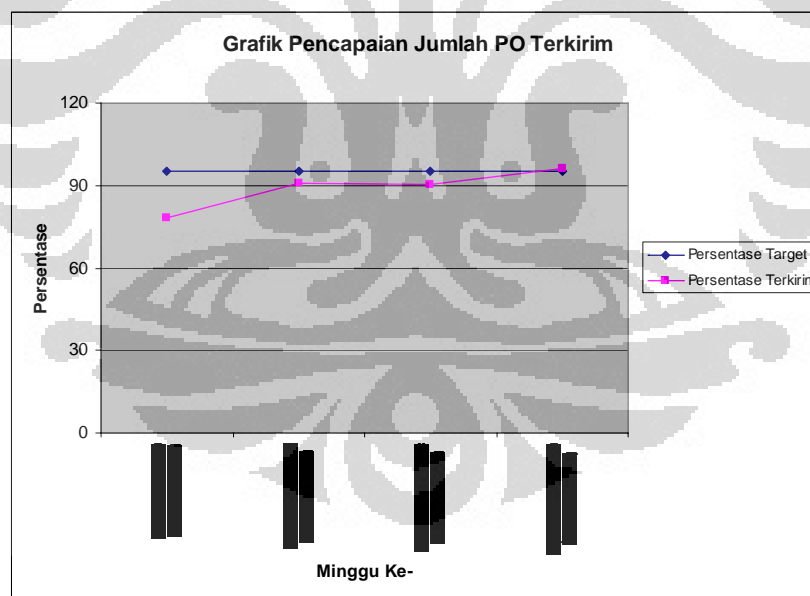 Grafik Pencapaian Jumlah PO Terkirim
120
90
60
30
0
Persentase
Persentase Target
Persentase Terkirim
Minggu Ke-